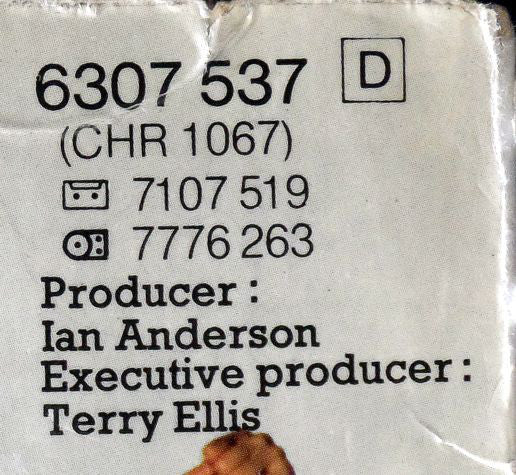 6307 537 D
(CHR 1067)
7107 519
7776 263
Producer :
Ian Anderson
Executive producer :
Terry Ellis